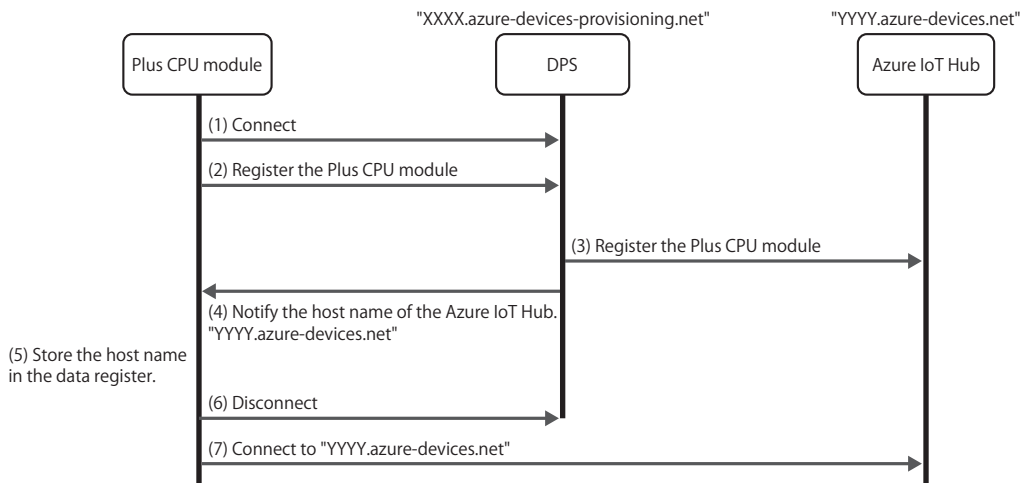 "XXXX.azure-devices-provisioning.net"
"YYYY.azure-devices.net"
Plus CPU module
DPS
Azure IoT Hub
(1) Connect
(2) Register the Plus CPU module
(3) Register the Plus CPU module
(4) Notify the host name of the Azure IoT Hub.
"YYYY.azure-devices.net"
(5) Store the host name
in the data register.
(6) Disconnect
(7) Connect to "YYYY.azure-devices.net"